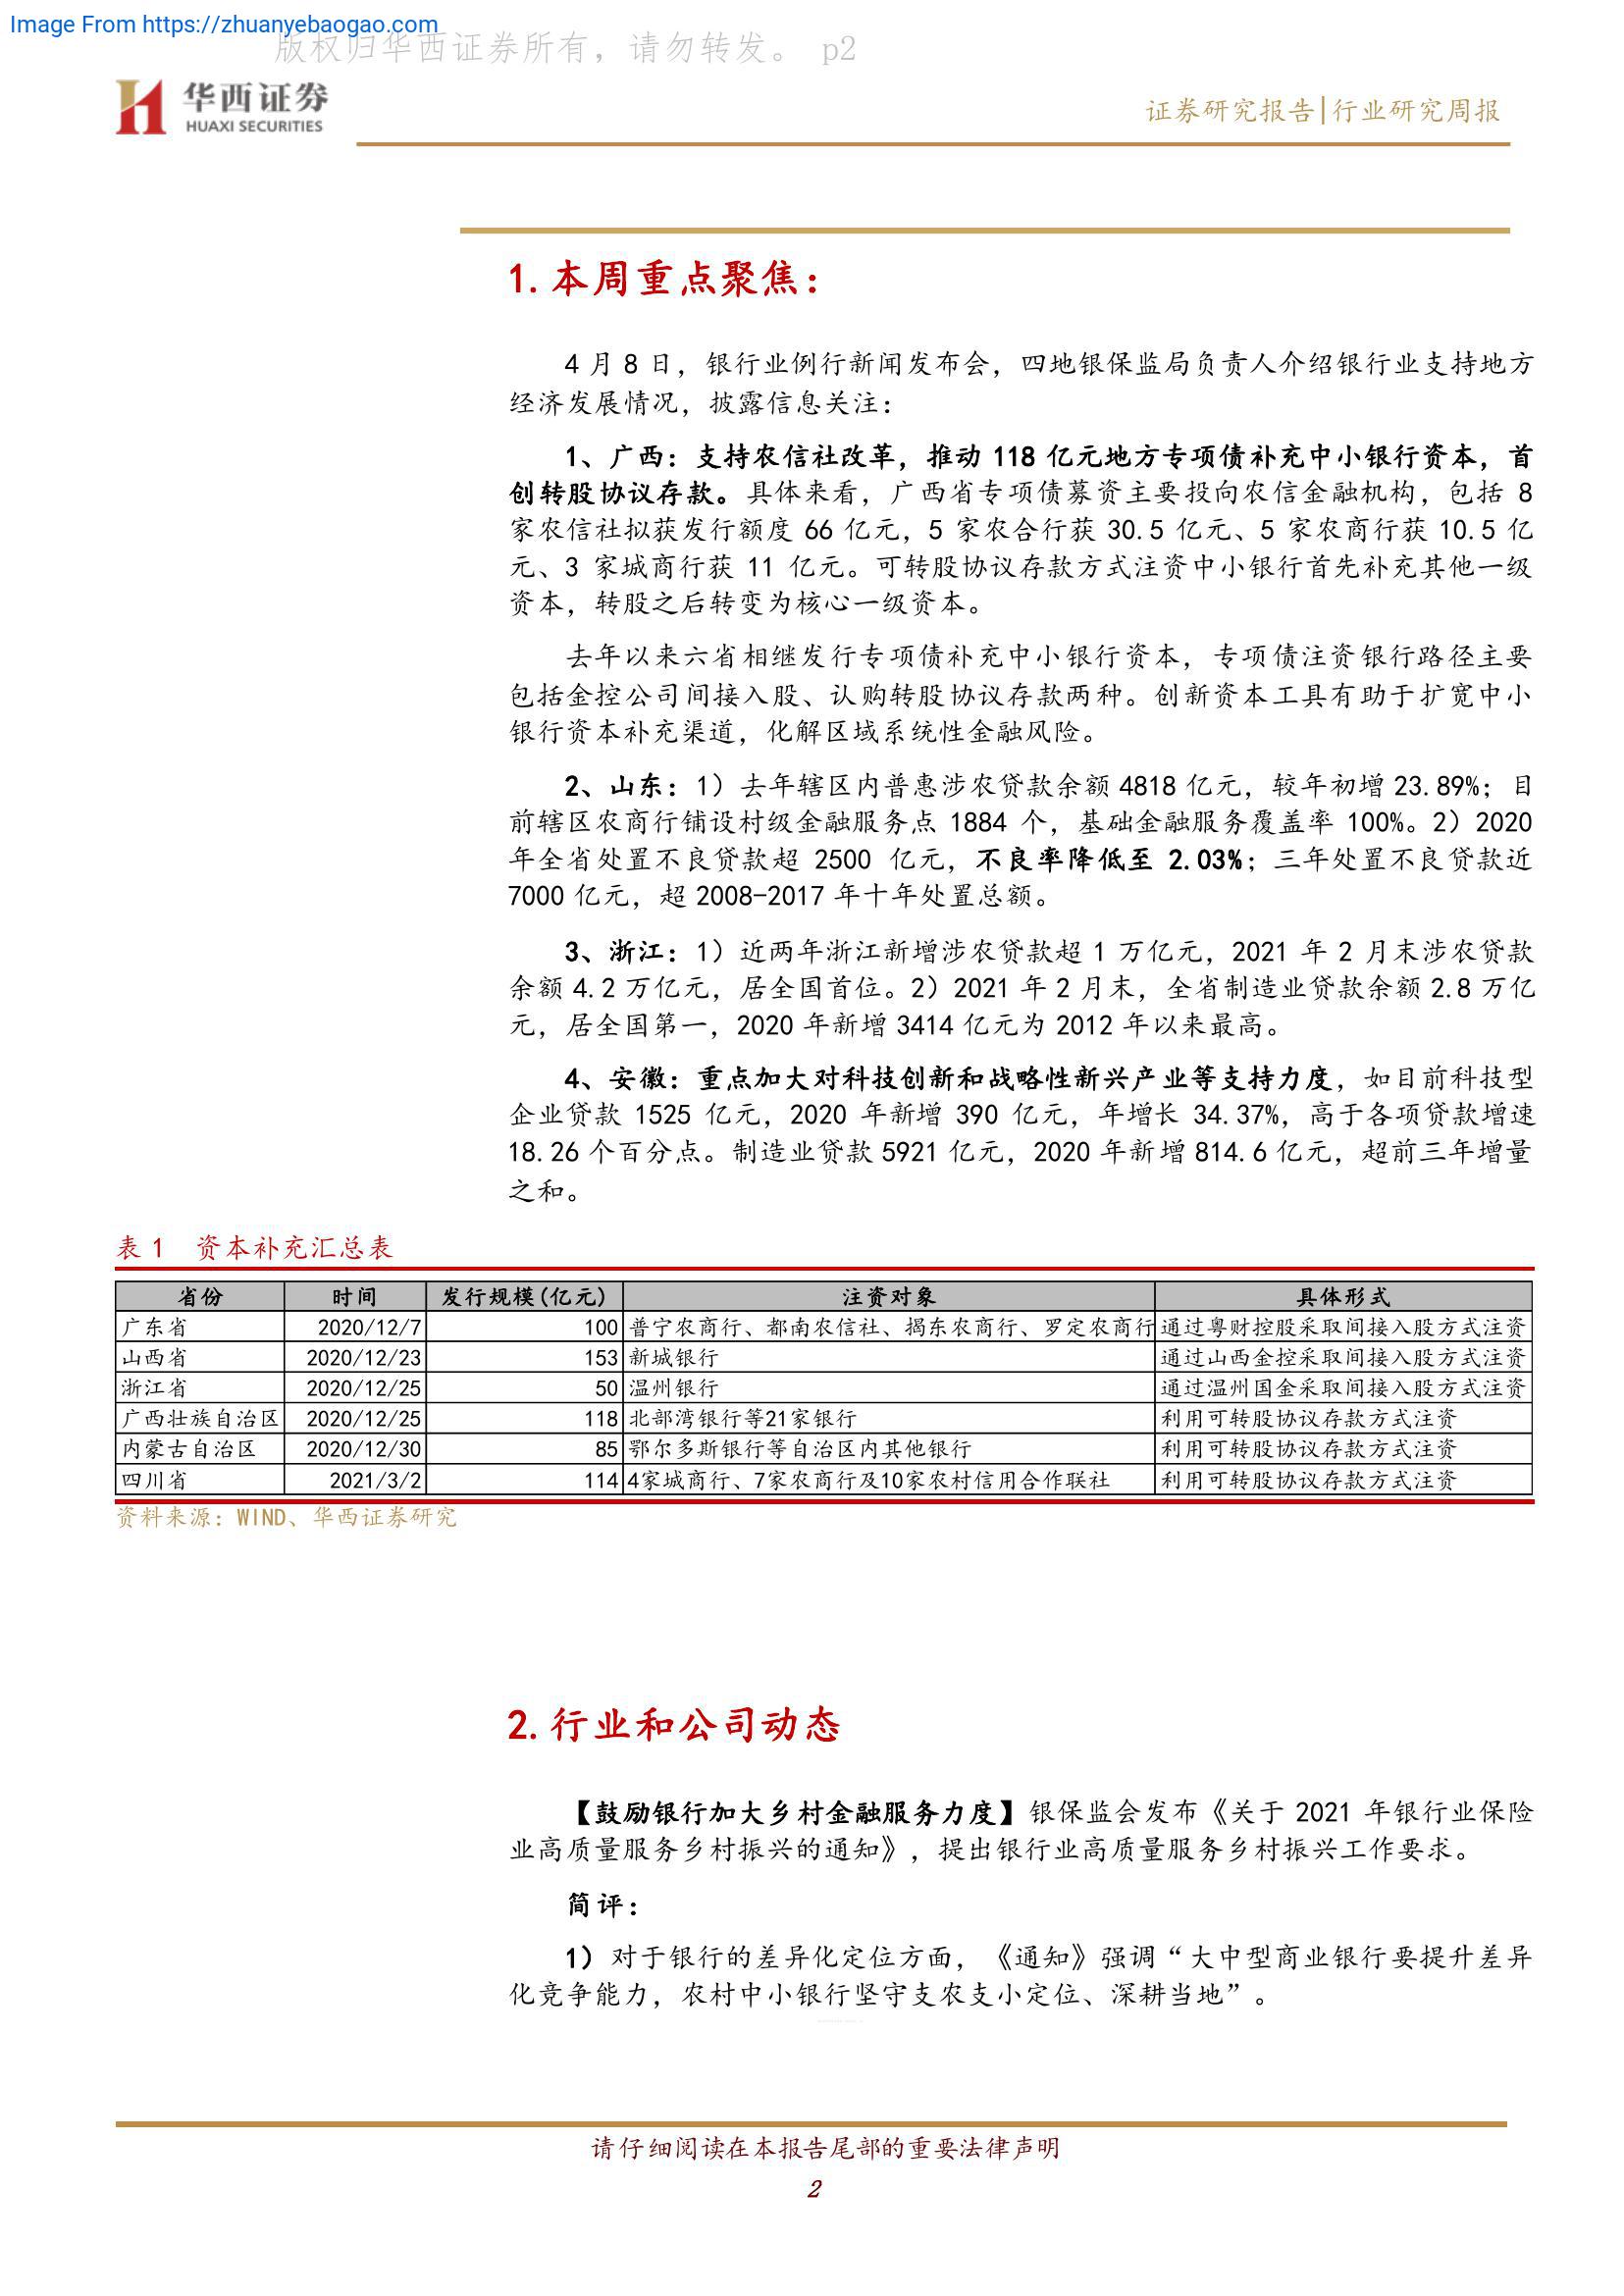 Image From https://zhuanyebaogao.com
版权归华西证券所有，请勿转发。 p2
华西证券
HUAXI SECURITIES
证券研究报告|行业研究周报
1.本周重点聚焦：
4 月 8 日，银行业例行新闻发布会，四地银保监局负责人介绍银行业支持地方
经济发展情况，披露信息关注：
1、广西：支持农信社改革，推动 118 亿元地方专项债补充中小银行资本，首
创转股协议存款。具体来看，广西省专项债募资主要投向农信金融机构，包括 8
家农信社拟获发行额度 66 亿元，5 家农合行获 30.5 亿元、5 家农商行获 10.5 亿
元、3 家城商行获 11 亿元。可转股协议存款方式注资中小银行首先补充其他一级
资本，转股之后转变为核心一级资本。
去年以来六省相继发行专项债补充中小银行资本，专项债注资银行路径主要
包括金控公司间接入股、认购转股协议存款两种。创新资本工具有助于扩宽中小
银行资本补充渠道，化解区域系统性金融风险。
2、山东：1）去年辖区内普惠涉农贷款余额 4818 亿元，较年初增 23.89%；目
前辖区农商行铺设村级金融服务点 1884 个，基础金融服务覆盖率 100%。2）2020
年全省处置不良贷款超 2500 亿元，不良率降低至 2.03%；三年处置不良贷款近
7000 亿元，超 2008-2017 年十年处置总额。
3、浙江：1）近两年浙江新增涉农贷款超 1 万亿元，2021 年 2 月末涉农贷款
余额 4.2 万亿元，居全国首位。2）2021 年 2 月末，全省制造业贷款余额 2.8 万亿
元，居全国第一，2020 年新增 3414 亿元为 2012 年以来最高。
4、安徽：重点加大对科技创新和战略性新兴产业等支持力度，如目前科技型
企业贷款 1525 亿元，2020 年新增 390 亿元，年增长 34.37%，高于各项贷款增速
18.26 个百分点。制造业贷款 5921 亿元，2020 年新增 814.6 亿元，超前三年增量
之和。
表 1 资本补充汇总表
省份 时间 发行规模(亿元) 注资对象 具体形式
广东省 2020/12/7 100 普宁农商行、都南农信社、揭东农商行、罗定农商行 通过粤财控股采取间接入股方式注资
山西省 2020/12/23 153 新城银行 通过山西金控采取间接入股方式注资
浙江省 2020/12/25 50 温州银行 通过温州国金采取间接入股方式注资
广西壮族自治区 2020/12/25 118 北部湾银行等21家银行 利用可转股协议存款方式注资
内蒙古自治区 2020/12/30 85 鄂尔多斯银行等自治区内其他银行 利用可转股协议存款方式注资
四川省 2021/3/2 114 4家城商行、7家农商行及10家农村信用合作联社 利用可转股协议存款方式注资
资料来源：WIND、华西证券研究
2.行业和公司动态
【鼓励银行加大乡村金融服务力度】银保监会发布《关于 2021 年银行业保险
业高质量服务乡村振兴的通知》，提出银行业高质量服务乡村振兴工作要求。
简评：
1）对于银行的差异化定位方面，《通知》强调“大中型商业银行要提升差异
化竞争能力，农村中小银行坚守支农支小定位、深耕当地”。
请仔细阅读在本报告尾部的重要法律声明
2